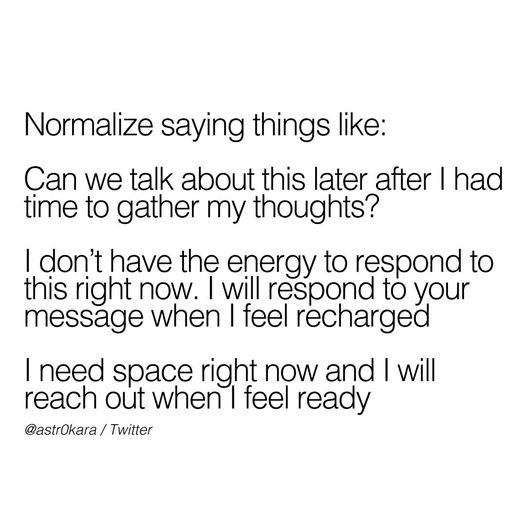 Normalize saying things like:
Can we talk about this later after I had
time to gather my thoughts?
I don’t have the energy to respond to
this right now. I will respond to your
message when I feel recharged
I need space right now and I will
reach out when I feel ready
@astr0kara / Twitter